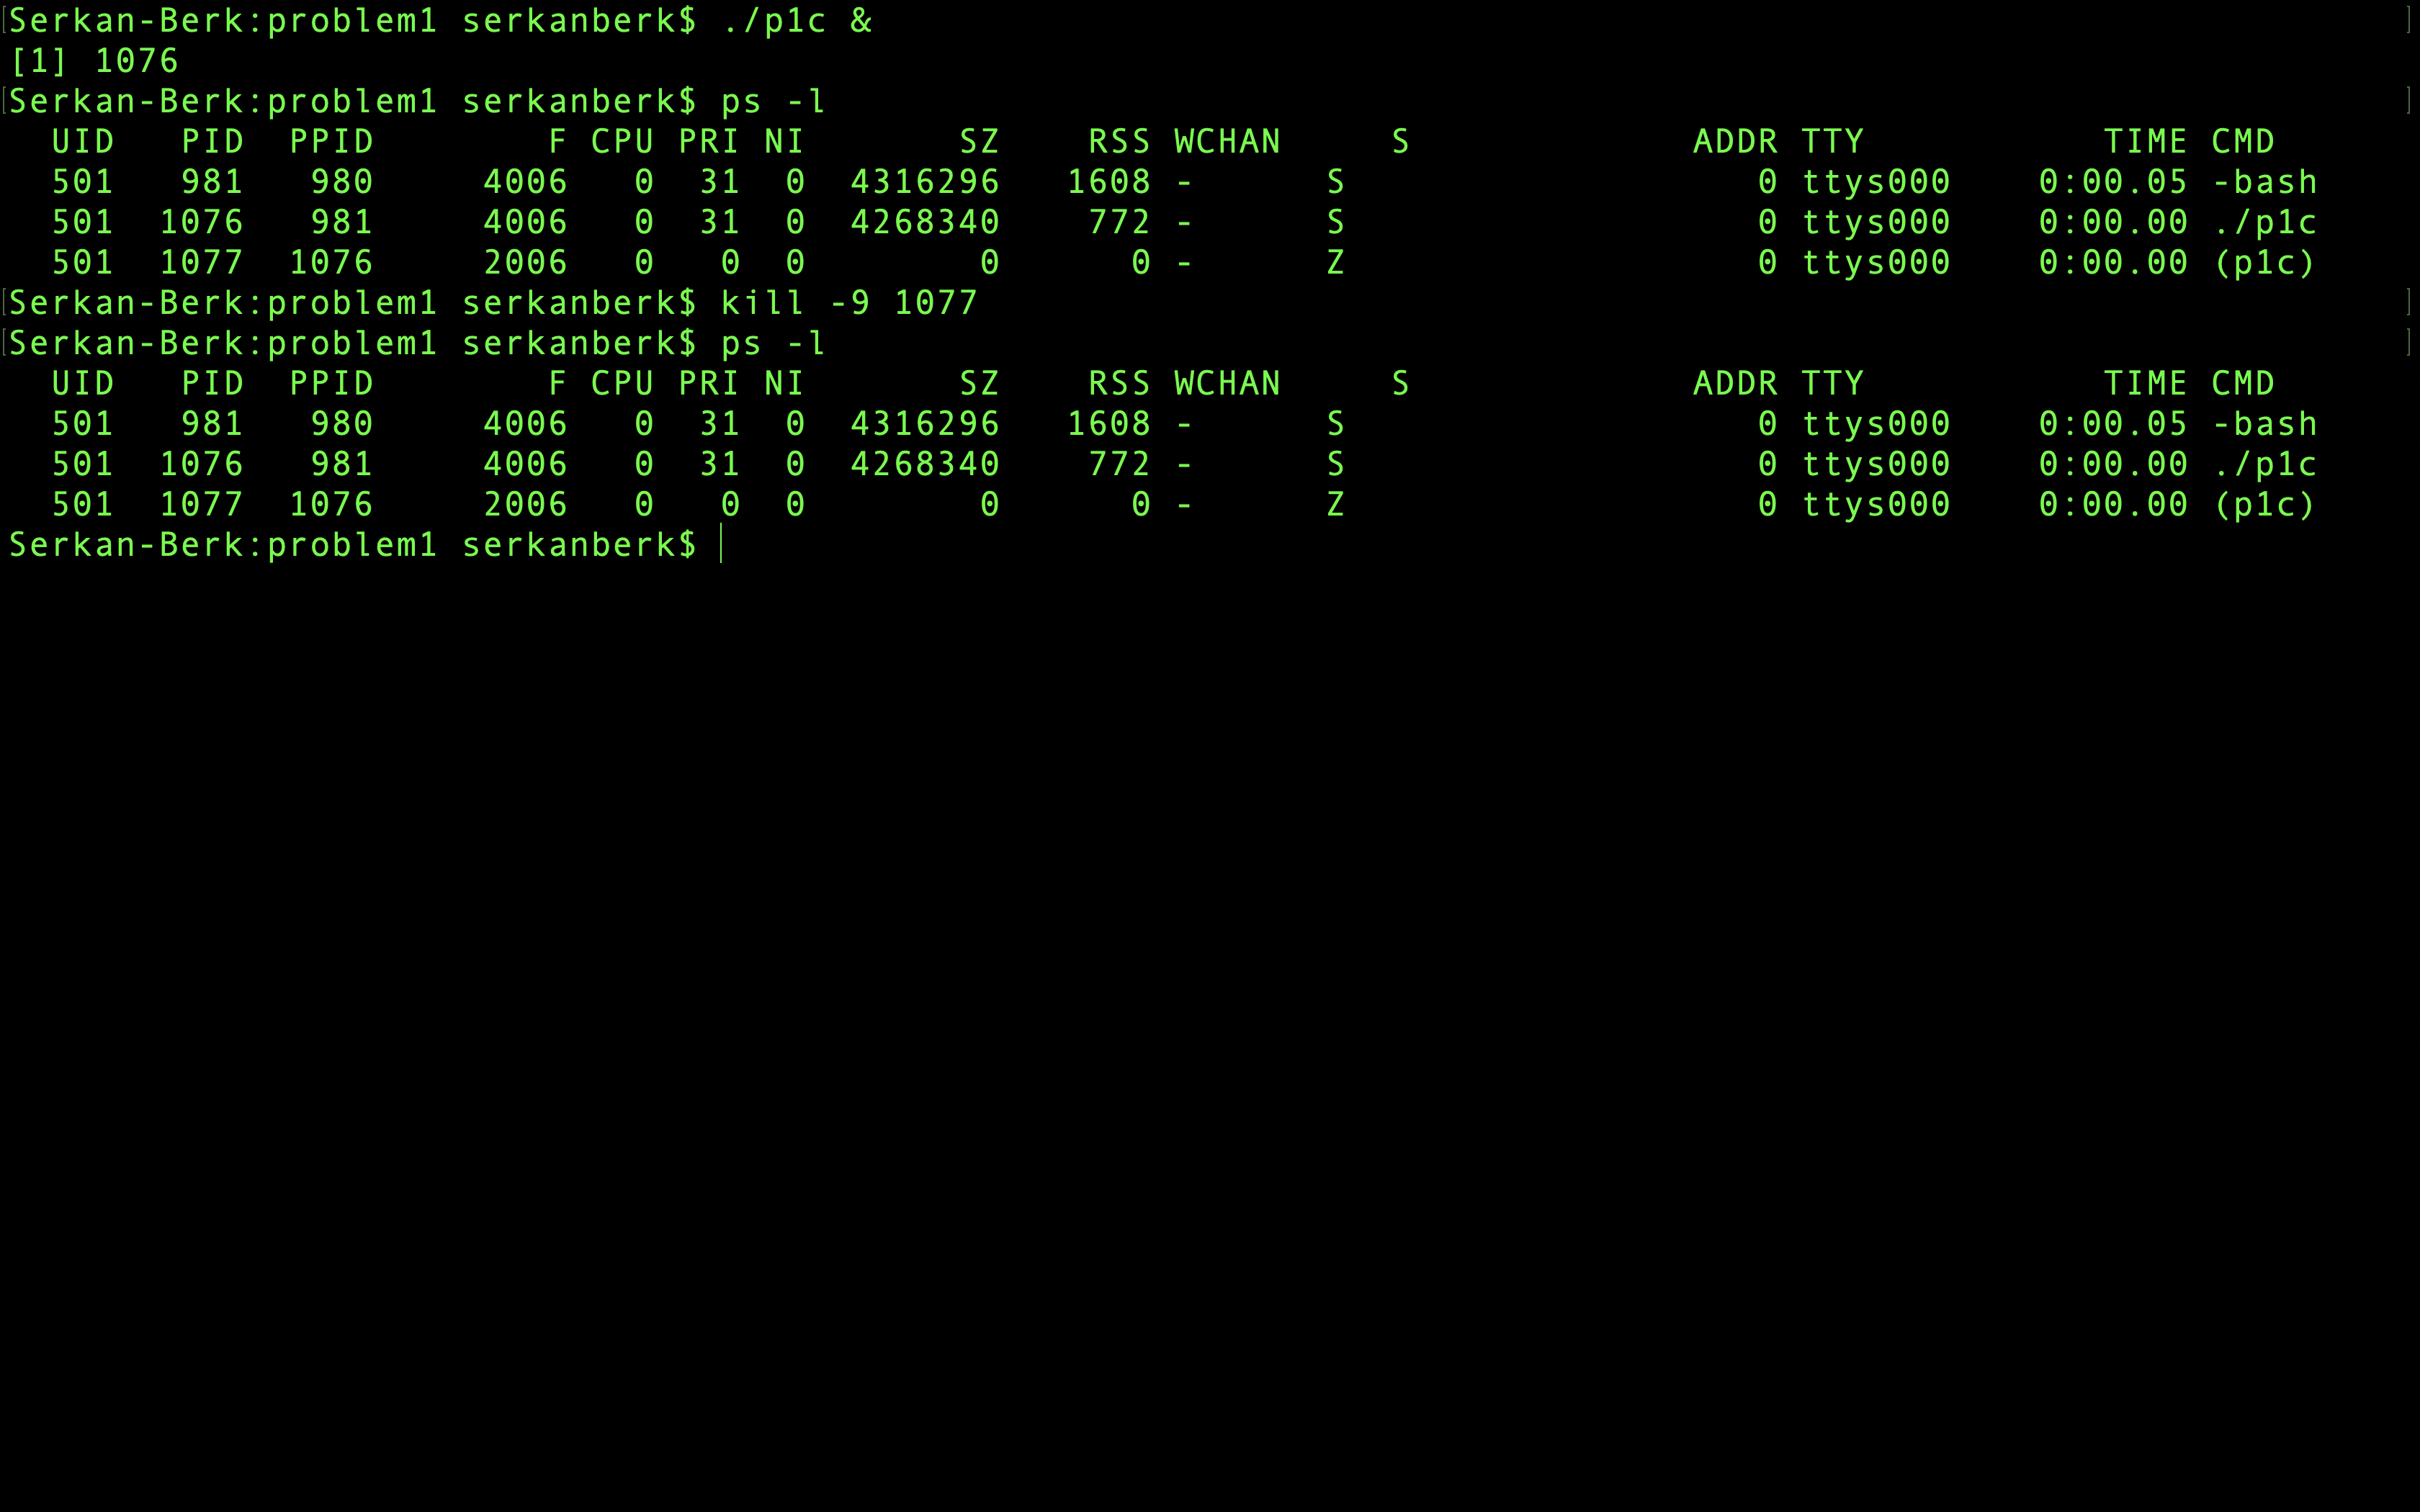 [Serkan-Berk:problem1 serkanberk$ ./p1c & ]
[1] 1076
[Serkan-Berk:problem1 serkanberk$ ps -l ]
UID PID PPID F CPU PRI NI SZ RSS WCHAN S ADDR TTY TIME CMD
501 981 980 4006 0 31 0 4316296 1608 - S 0 ttys000 0:00.05 -bash
501 1076 981 4006 0 31 0 4268340 772 - S 0 ttys000 0:00.00 ./p1c
501 1077 1076 2006 0 0 0 0 0 - Z 0 ttys000 0:00.00 (p1c)
[Serkan-Berk:problem1 serkanberk$ kill -9 1077 ]
[Serkan-Berk:problem1 serkanberk$ ps -l ]
UID PID PPID F CPU PRI NI SZ RSS WCHAN S ADDR TTY TIME CMD
501 981 980 4006 0 31 0 4316296 1608 - S 0 ttys000 0:00.05 -bash
501 1076 981 4006 0 31 0 4268340 772 - S 0 ttys000 0:00.00 ./p1c
501 1077 1076 2006 0 0 0 0 0 - Z 0 ttys000 0:00.00 (p1c)
Serkan-Berk:problem1 serkanberk$